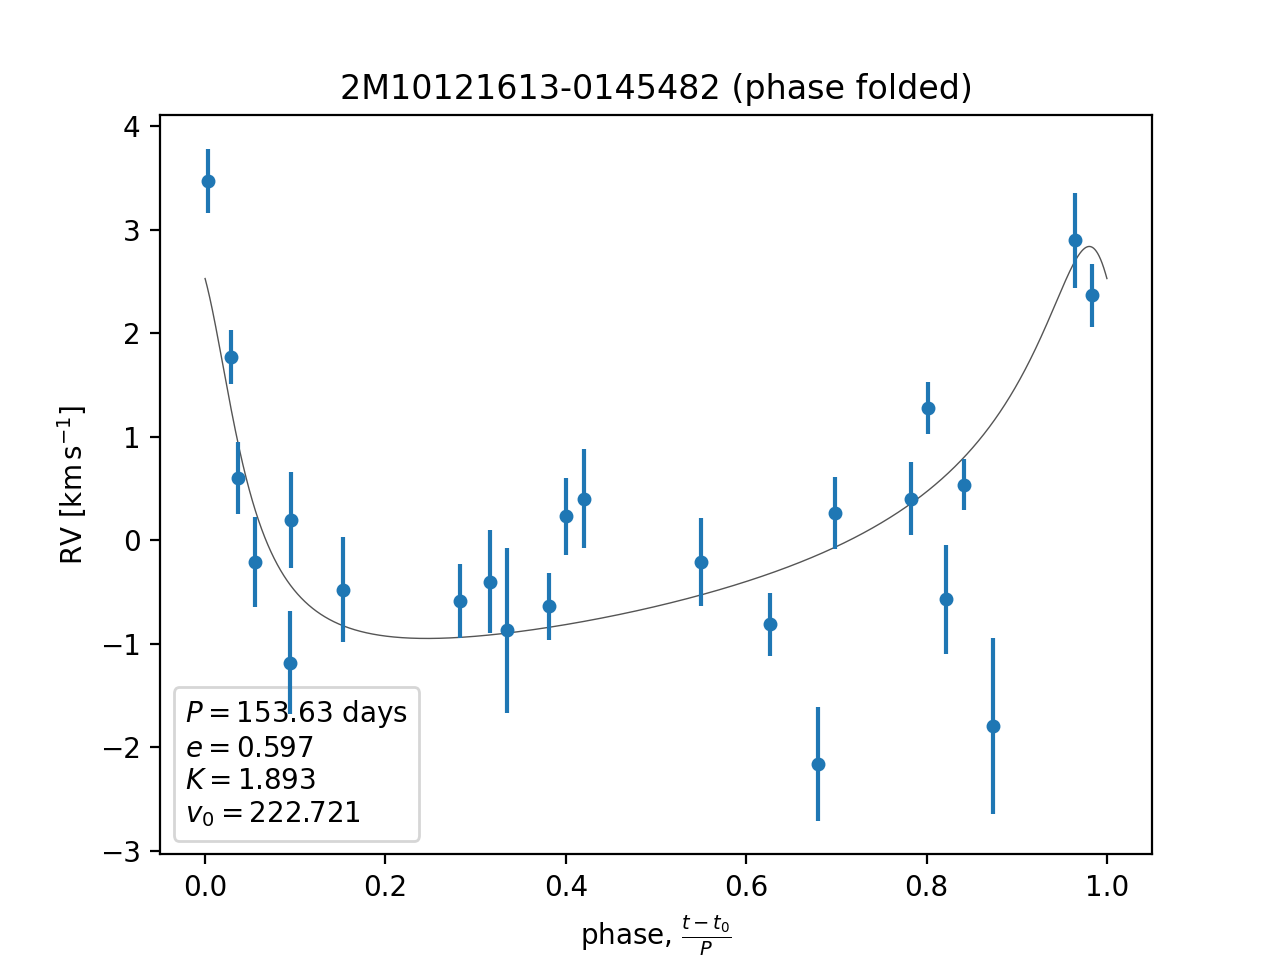 2M10121613-0145482 (phase folded)
4
3
2
1
0
−1
−2
−3
RV [km s⁻¹]
P = 153.63 days
e = 0.597
K = 1.893
v₀ = 222.721
0.0 0.2 0.4 0.6 0.8 1.0
phase, (t − t₀)/P